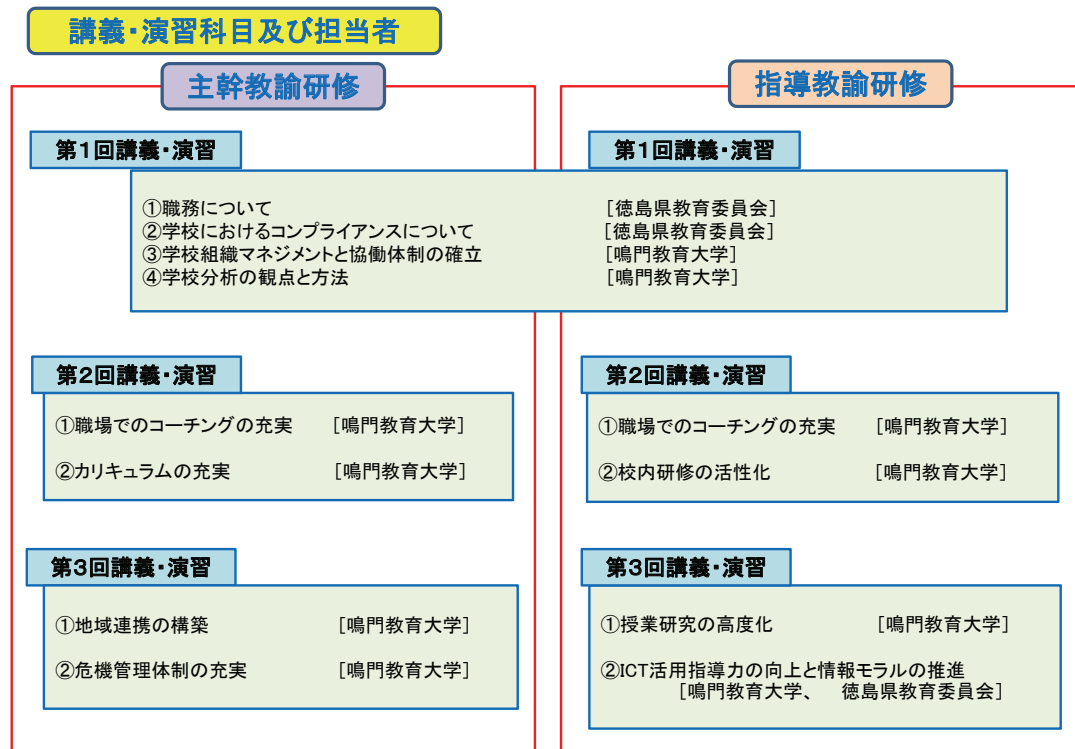 講義・演習科目及び担当者
主幹教諭研修
指導教諭研修
第1回講義・演習
第1回講義・演習
①職務について [徳島県教育委員会]
②学校におけるコンプライアンスについて [徳島県教育委員会]
③学校組織マネジメントと協働体制の確立 [鳴門教育大学]
④学校分析の観点と方法 [鳴門教育大学]
第2回講義・演習
①職場でのコーチングの充実 [鳴門教育大学]
②カリキュラムの充実 [鳴門教育大学]
第2回講義・演習
①職場でのコーチングの充実 [鳴門教育大学]
②校内研修の活性化 [鳴門教育大学]
第3回講義・演習
①地域連携の構築 [鳴門教育大学]
②危機管理体制の充実 [鳴門教育大学]
第3回講義・演習
①授業研究の高度化 [鳴門教育大学]
②ICT活用指導力の向上と情報モラルの推進
[鳴門教育大学、 徳島県教育委員会]